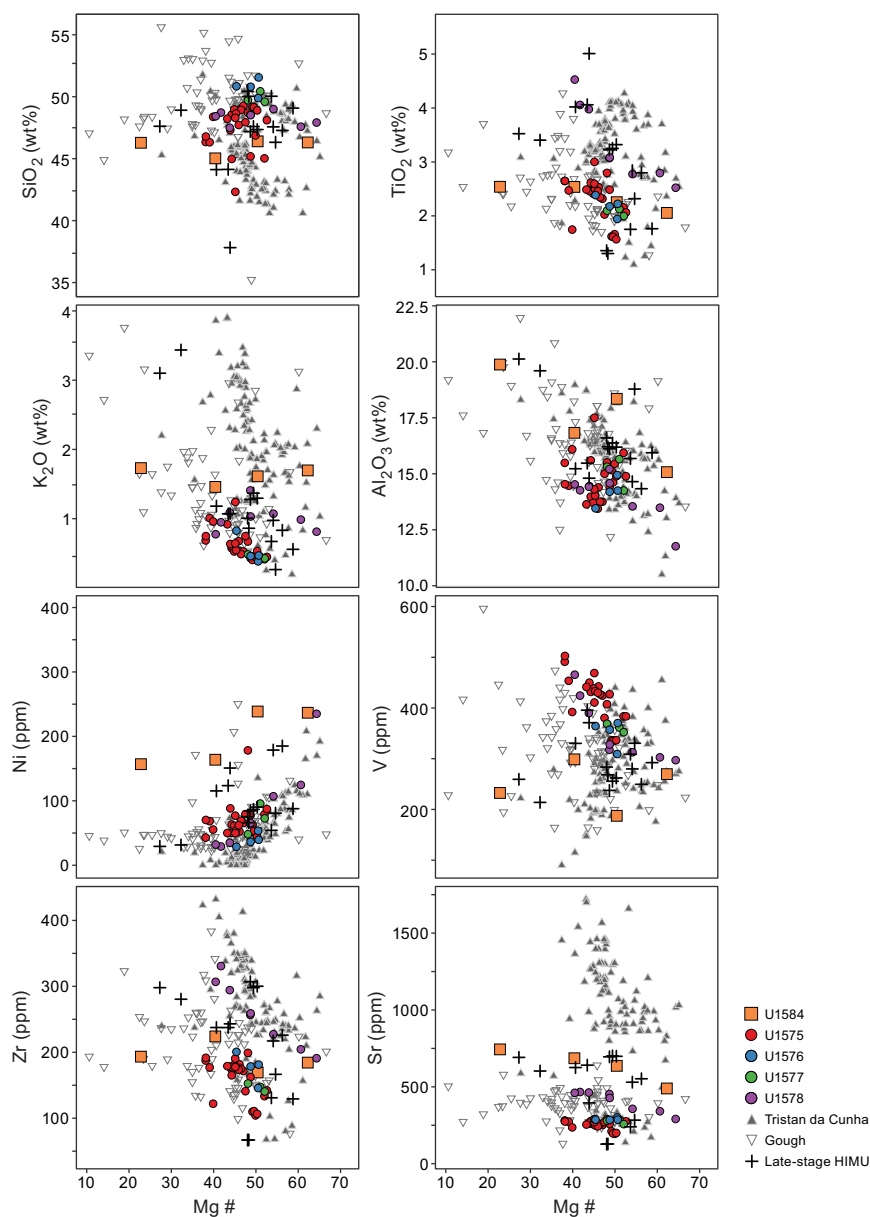 SiO2 (wt%)
55
50
45
40
35
TiO2 (wt%)
5
4
3
2
1
K2O (wt%)
4
3
2
1
Al2O3 (wt%)
22.5
20.0
17.5
15.0
12.5
10.0
Ni (ppm)
400
300
200
100
0
V (ppm)
600
400
200
Zr (ppm)
400
300
200
100
Sr (ppm)
1500
1000
500
0
10 20 30 40 50 60 70
Mg #
10 20 30 40 50 60 70
Mg #
U1584
U1575
U1576
U1577
U1578
Tristan da Cunha
Gough
Late-stage HIMU